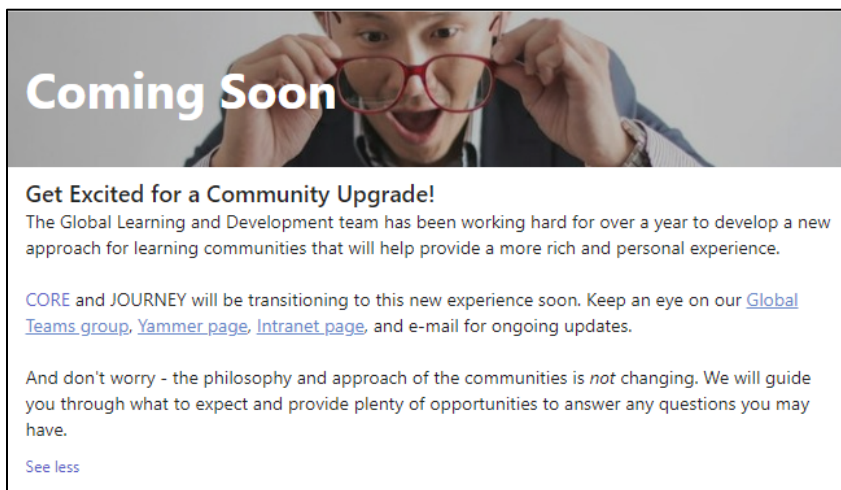 Coming Soon
Get Excited for a Community Upgrade!
The Global Learning and Development team has been working hard for over a year to develop a new
approach for learning communities that will help provide a more rich and personal experience.
CORE and JOURNEY will be transitioning to this new experience soon. Keep an eye on our Global
Teams group, Yammer page, Intranet page, and e-mail for ongoing updates.
And don't worry - the philosophy and approach of the communities is not changing. We will guide
you through what to expect and provide plenty of opportunities to answer any questions you may
have.
See less